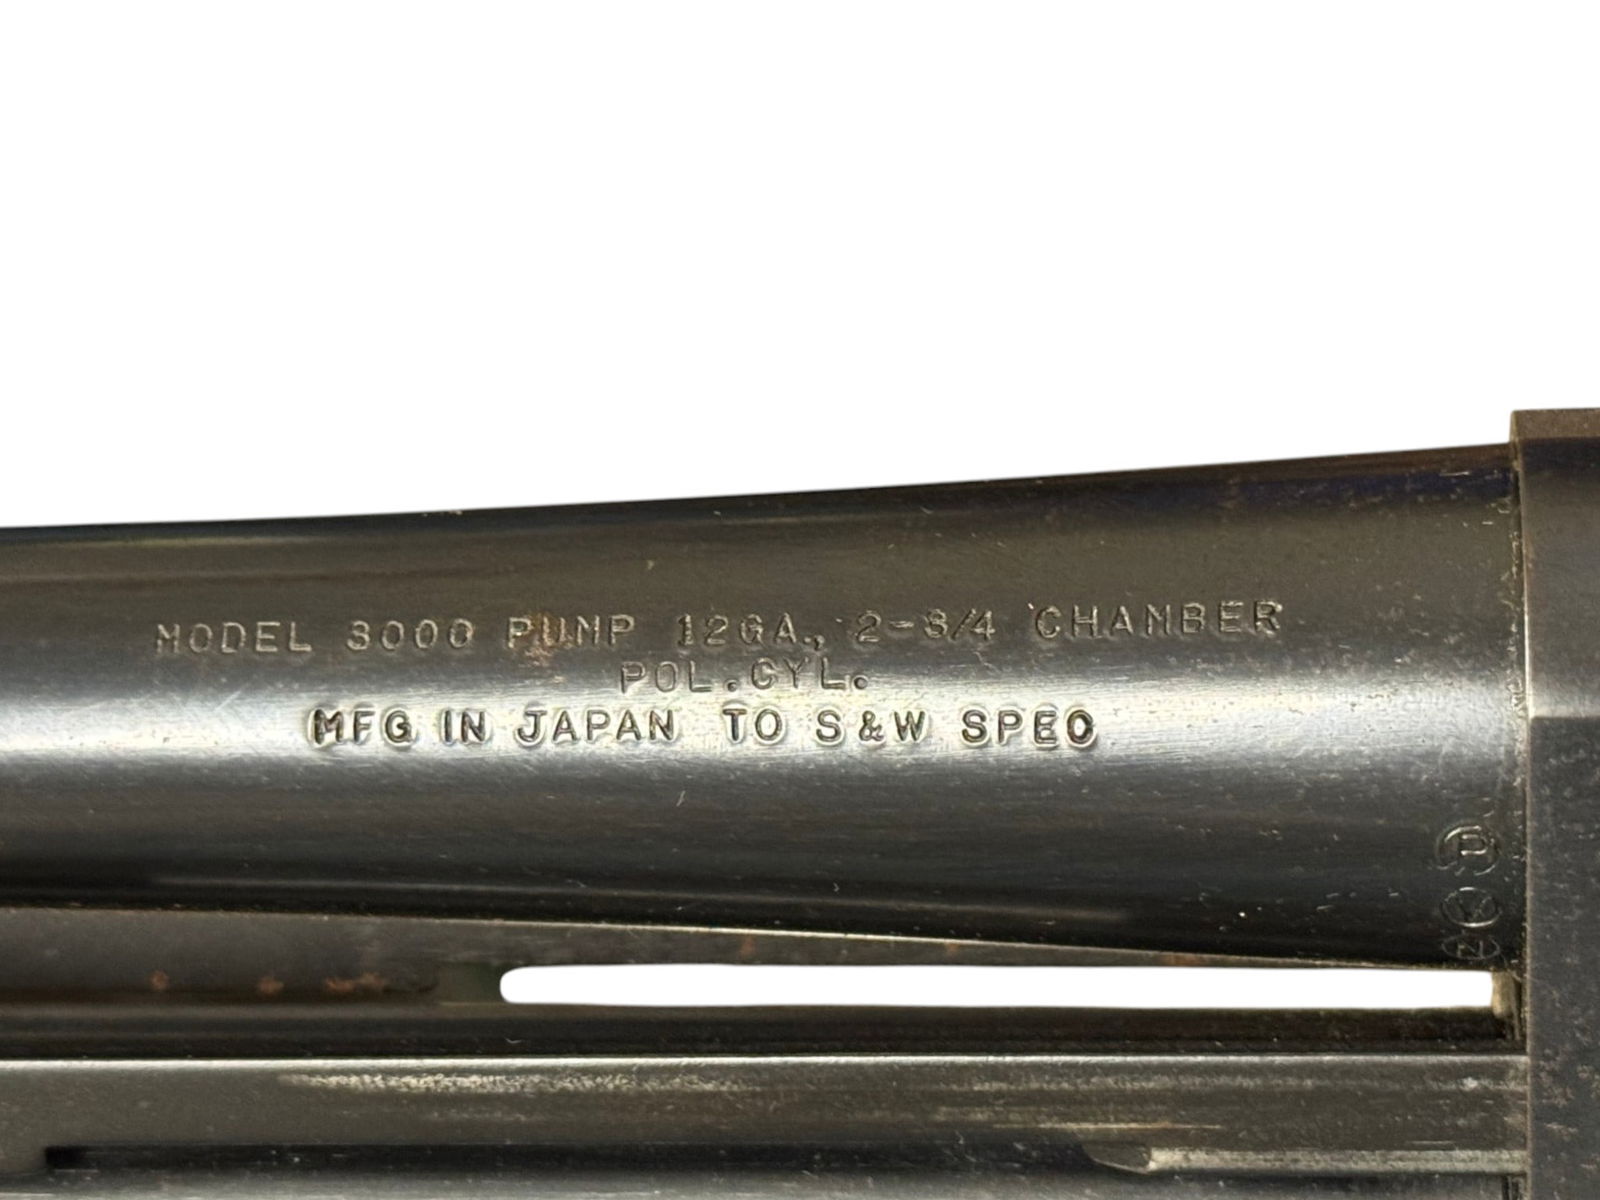 MODEL 3000 PUMP 12GA., 2-3/4 CHAMBER
POL.CYL.
MFG IN JAPAN TO S&W SPEC
P
V
N